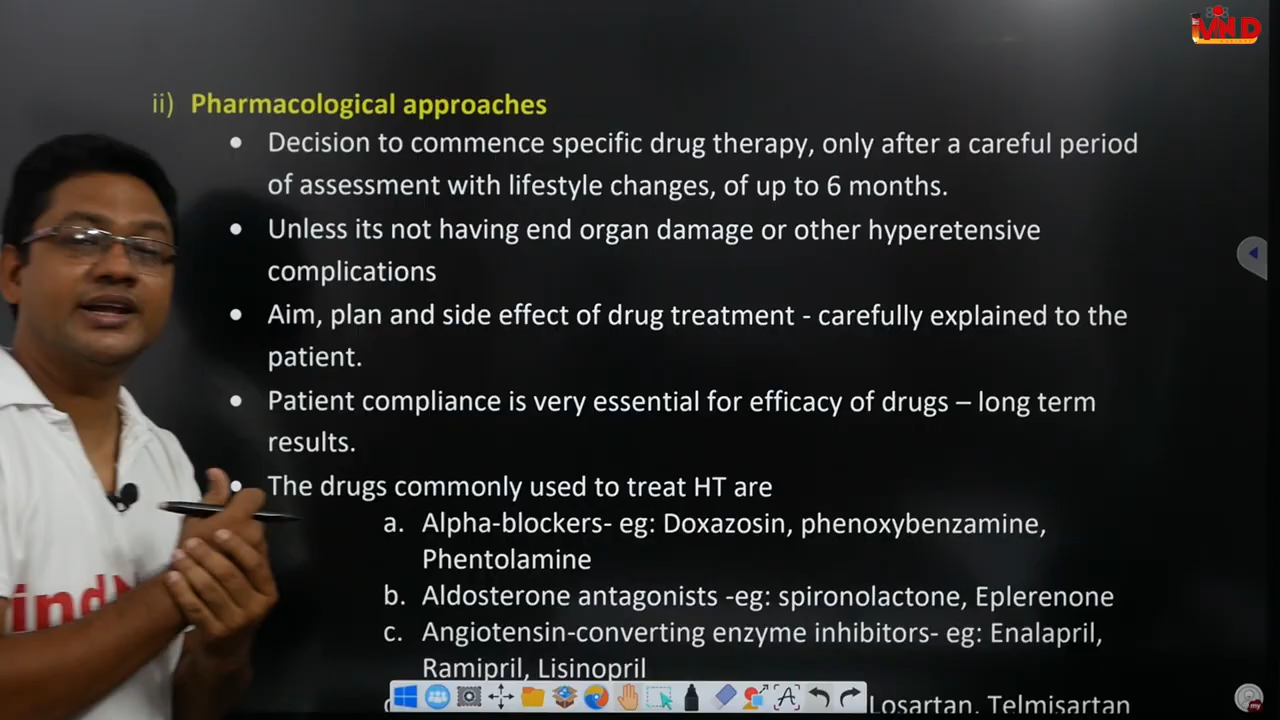 ii) Pharmacological approaches
• Decision to commence specific drug therapy, only after a careful period
of assessment with lifestyle changes, of up to 6 months.
• Unless its not having end organ damage or other hyperetensive
complications
• Aim, plan and side effect of drug treatment - carefully explained to the
patient.
• Patient compliance is very essential for efficacy of drugs – long term
results.
• The drugs commonly used to treat HT are
a. Alpha-blockers- eg: Doxazosin, phenoxybenzamine,
Phentolamine
b. Aldosterone antagonists -eg: spironolactone, Eplerenone
c. Angiotensin-converting enzyme inhibitors- eg: Enalapril,
Ramipril, Lisinopril
Losartan, Telmisartan